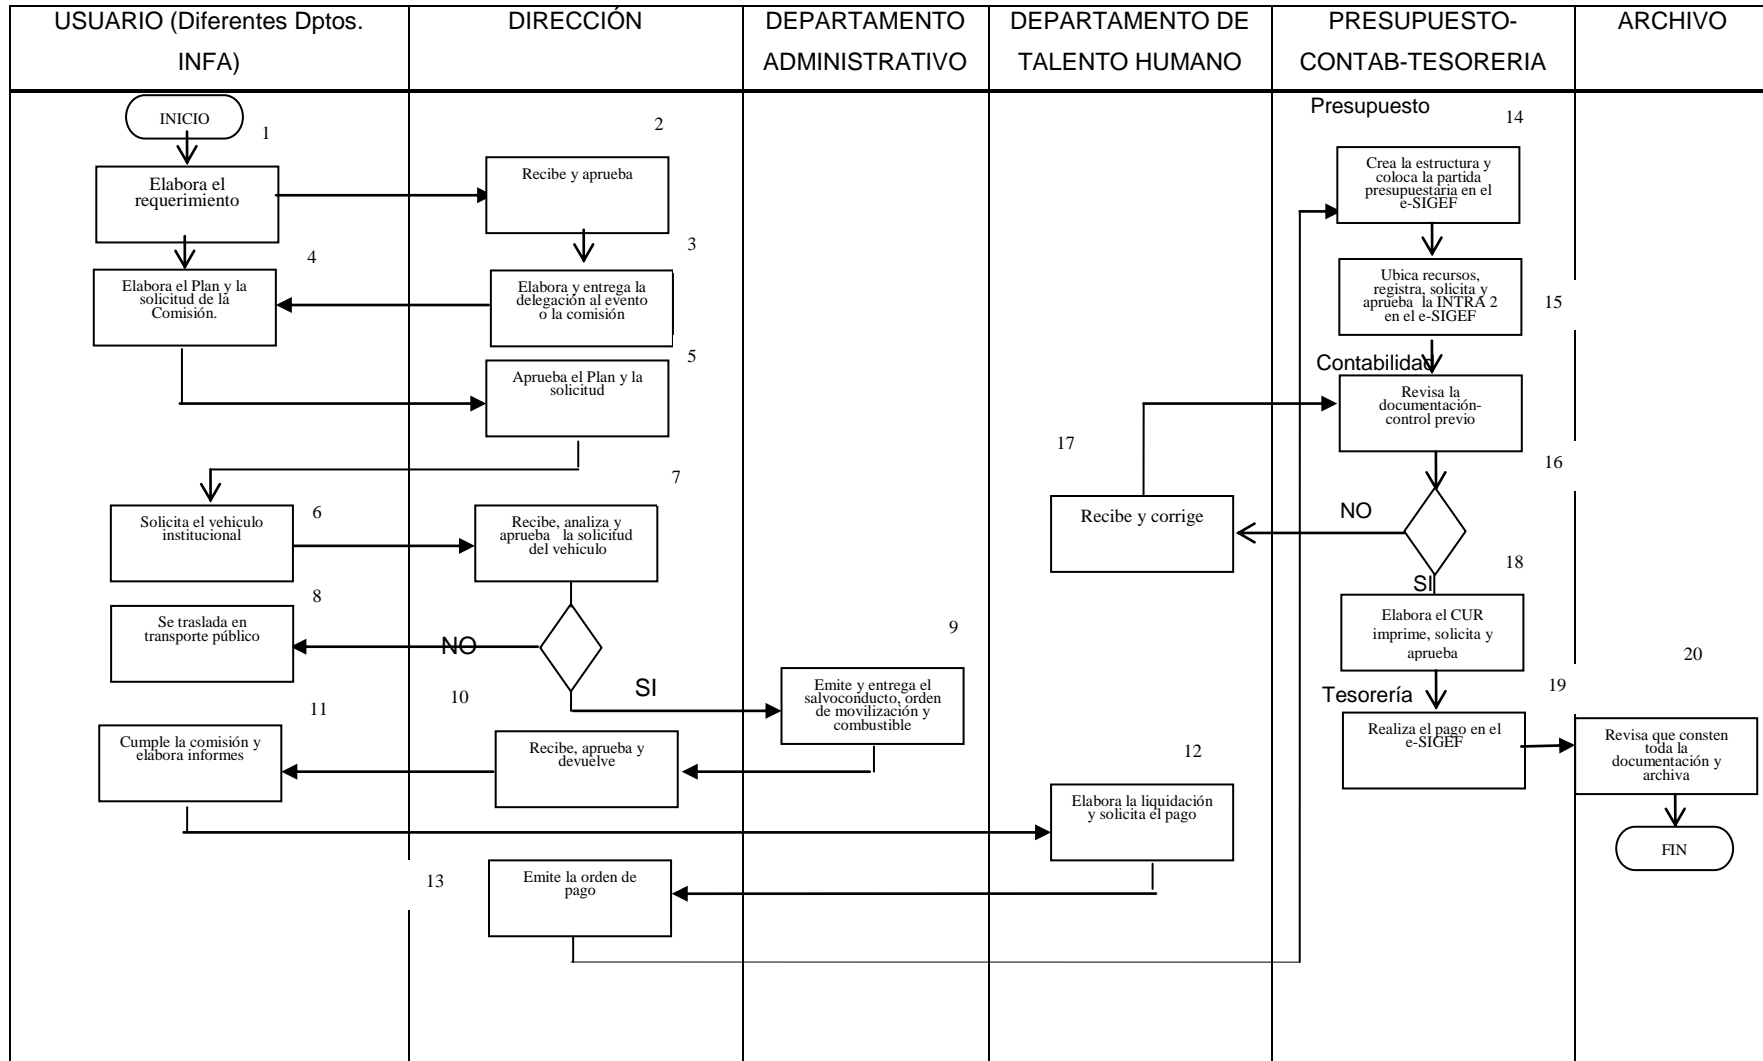 USUARIO (Diferentes Dptos.
INFA)
DIRECCIÓN
DEPARTAMENTO
ADMINISTRATIVO
DEPARTAMENTO DE
TALENTO HUMANO
PRESUPUESTO-
CONTAB-TESORERIA
ARCHIVO
INICIO
1
Elabora el
requerimiento
2
Recibe y aprueba
3
Elabora y entrega la
delegación al evento
o la comisión
4
Elabora el Plan y la
solicitud de la
Comisión.
5
Aprueba el Plan y la
solicitud
6
Solicita el vehiculo
institucional
7
Recibe, analiza y
aprueba la solicitud
del vehiculo
NO
8
Se traslada en
transporte público
SI
9
Emite y entrega el
salvoconducto, orden
de movilización y
combustible
10
Recibe, aprueba y
devuelve
11
Cumple la comisión y
elabora informes
12
Elabora la liquidación
y solicita el pago
13
Emite la orden de
pago
Presupuesto
14
Crea la estructura y
coloca la partida
presupuestaria en el
e-SIGEF
Ubica recursos,
registra, solicita y
aprueba la INTRA 2
en el e-SIGEF
15
Contabilidad
Revisa la
documentación-
control previo
16
NO
17
Recibe y corrige
SI
18
Elabora el CUR
imprime, solicita y
aprueba
Tesorería
19
Realiza el pago en el
e-SIGEF
20
Revisa que consten
toda la
documentación y
archiva
FIN